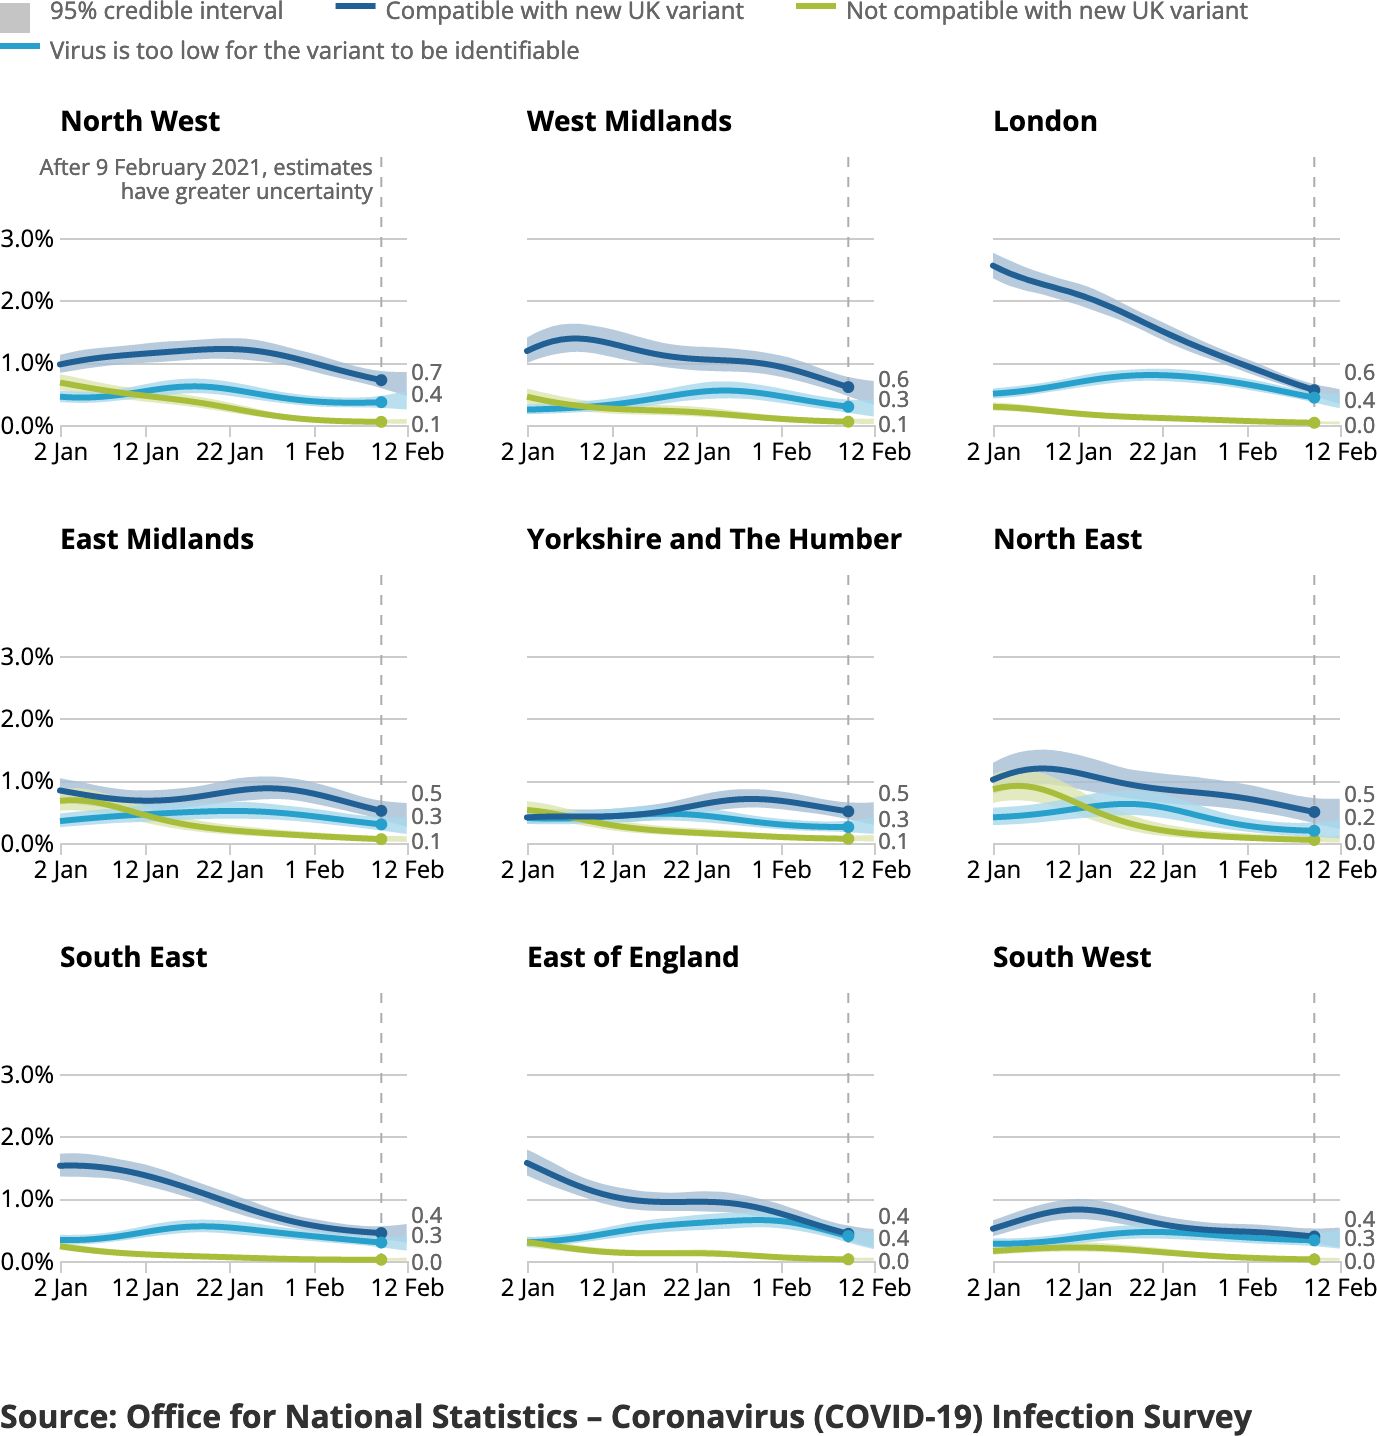 95% credible interval
Compatible with new UK variant
Not compatible with new UK variant
Virus is too low for the variant to be identifiable
North West
West Midlands
London
After 9 February 2021, estimates
have greater uncertainty
3.0%
2.0%
1.0%
0.0%
0.7
0.4
0.1
0.6
0.3
0.1
0.6
0.4
0.0
2 Jan 12 Jan 22 Jan 1 Feb 12 Feb
2 Jan 12 Jan 22 Jan 1 Feb 12 Feb
2 Jan 12 Jan 22 Jan 1 Feb 12 Feb
East Midlands
Yorkshire and The Humber
North East
3.0%
2.0%
1.0%
0.0%
0.5
0.3
0.1
0.5
0.3
0.1
0.5
0.2
0.0
2 Jan 12 Jan 22 Jan 1 Feb 12 Feb
2 Jan 12 Jan 22 Jan 1 Feb 12 Feb
2 Jan 12 Jan 22 Jan 1 Feb 12 Feb
South East
East of England
South West
3.0%
2.0%
1.0%
0.0%
0.4
0.3
0.0
0.4
0.4
0.0
0.4
0.3
0.0
2 Jan 12 Jan 22 Jan 1 Feb 12 Feb
2 Jan 12 Jan 22 Jan 1 Feb 12 Feb
2 Jan 12 Jan 22 Jan 1 Feb 12 Feb
Source: Office for National Statistics – Coronavirus (COVID-19) Infection Survey